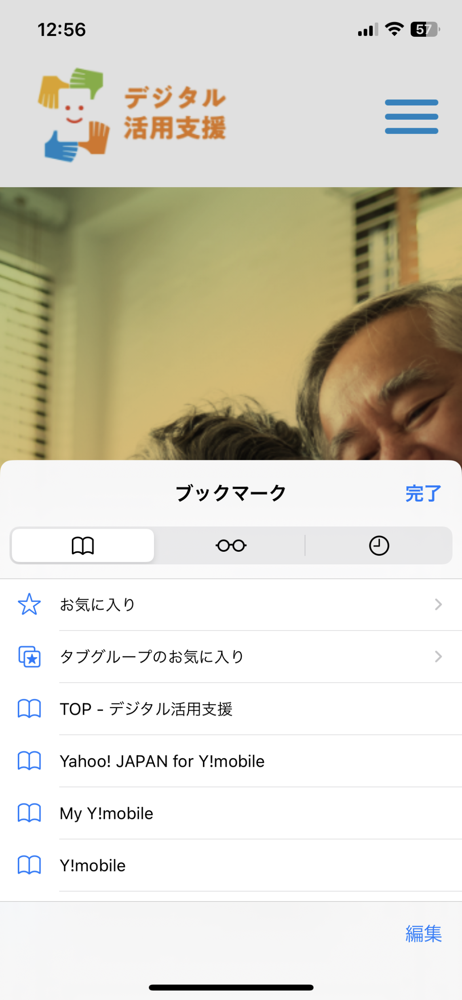 12:56
57
デジタル
活用支援
ブックマーク
完了
お気に入り
タブグループのお気に入り
TOP - デジタル活用支援
Yahoo! JAPAN for Y!mobile
My Y!mobile
Y!mobile
編集